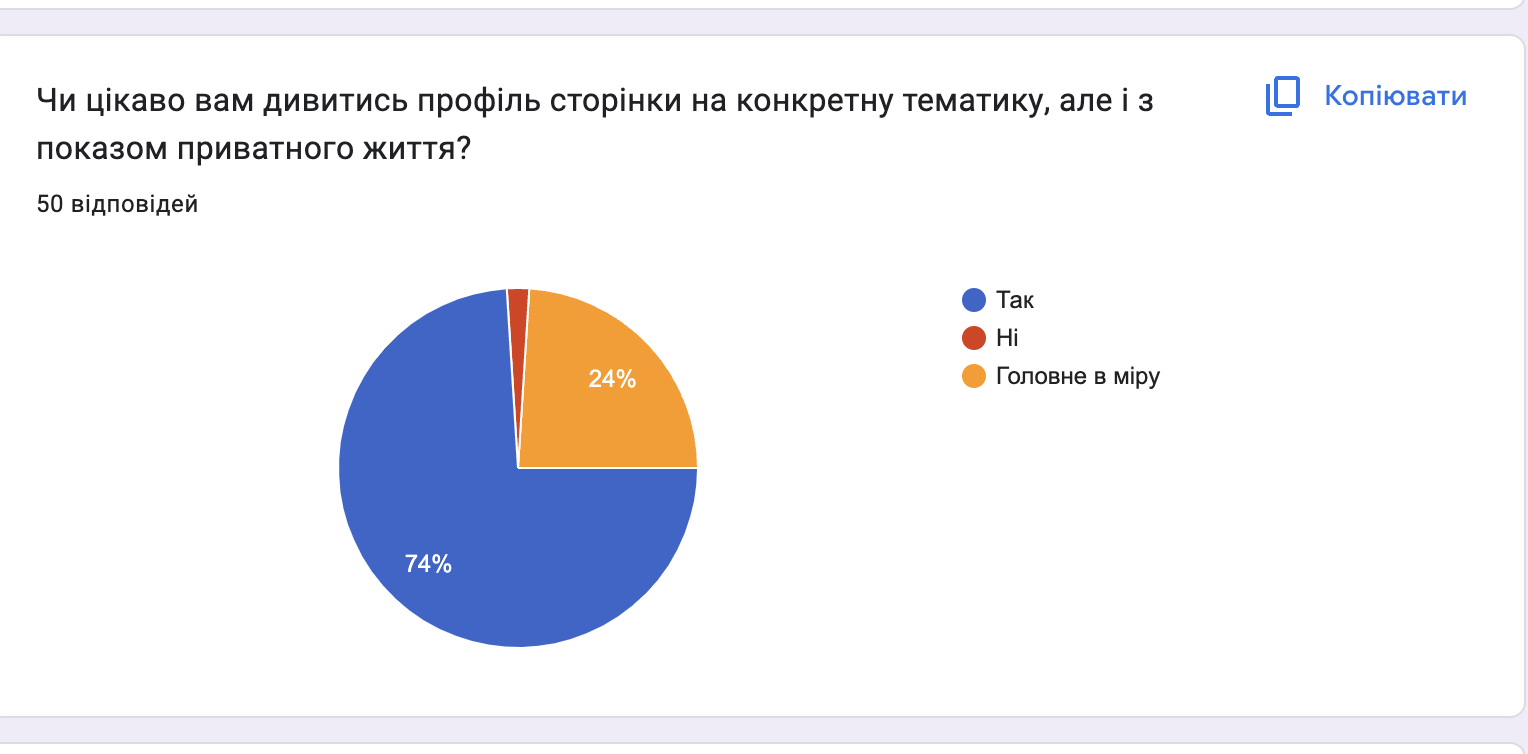 Чи цікаво вам дивитись профіль сторінки на конкретну тематику, але і з
показом приватного життя?
Копіювати
50 відповідей
Так
Ні
Головне в міру
24%
74%